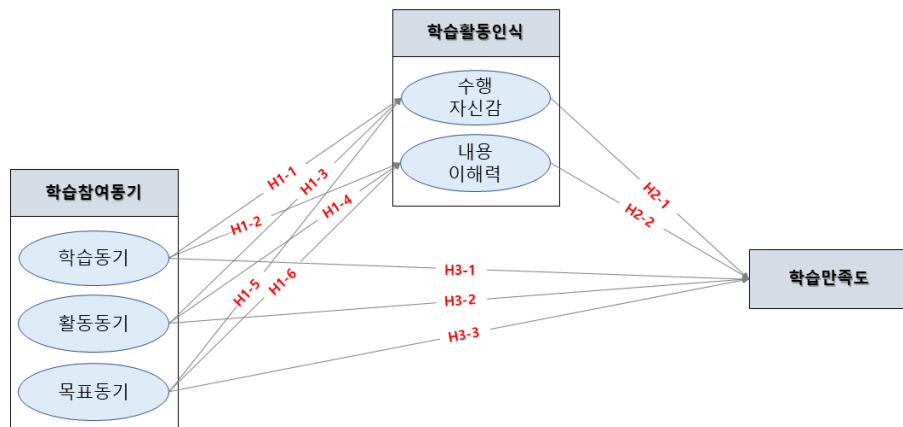 학습활동인식
수행
자신감
내용
이해력
학습참여동기
학습동기
활동동기
목표동기
H1-1
H1-2
H1-3
H1-4
H1-5
H1-6
H2-1
H2-2
H3-1
H3-2
H3-3
학습만족도